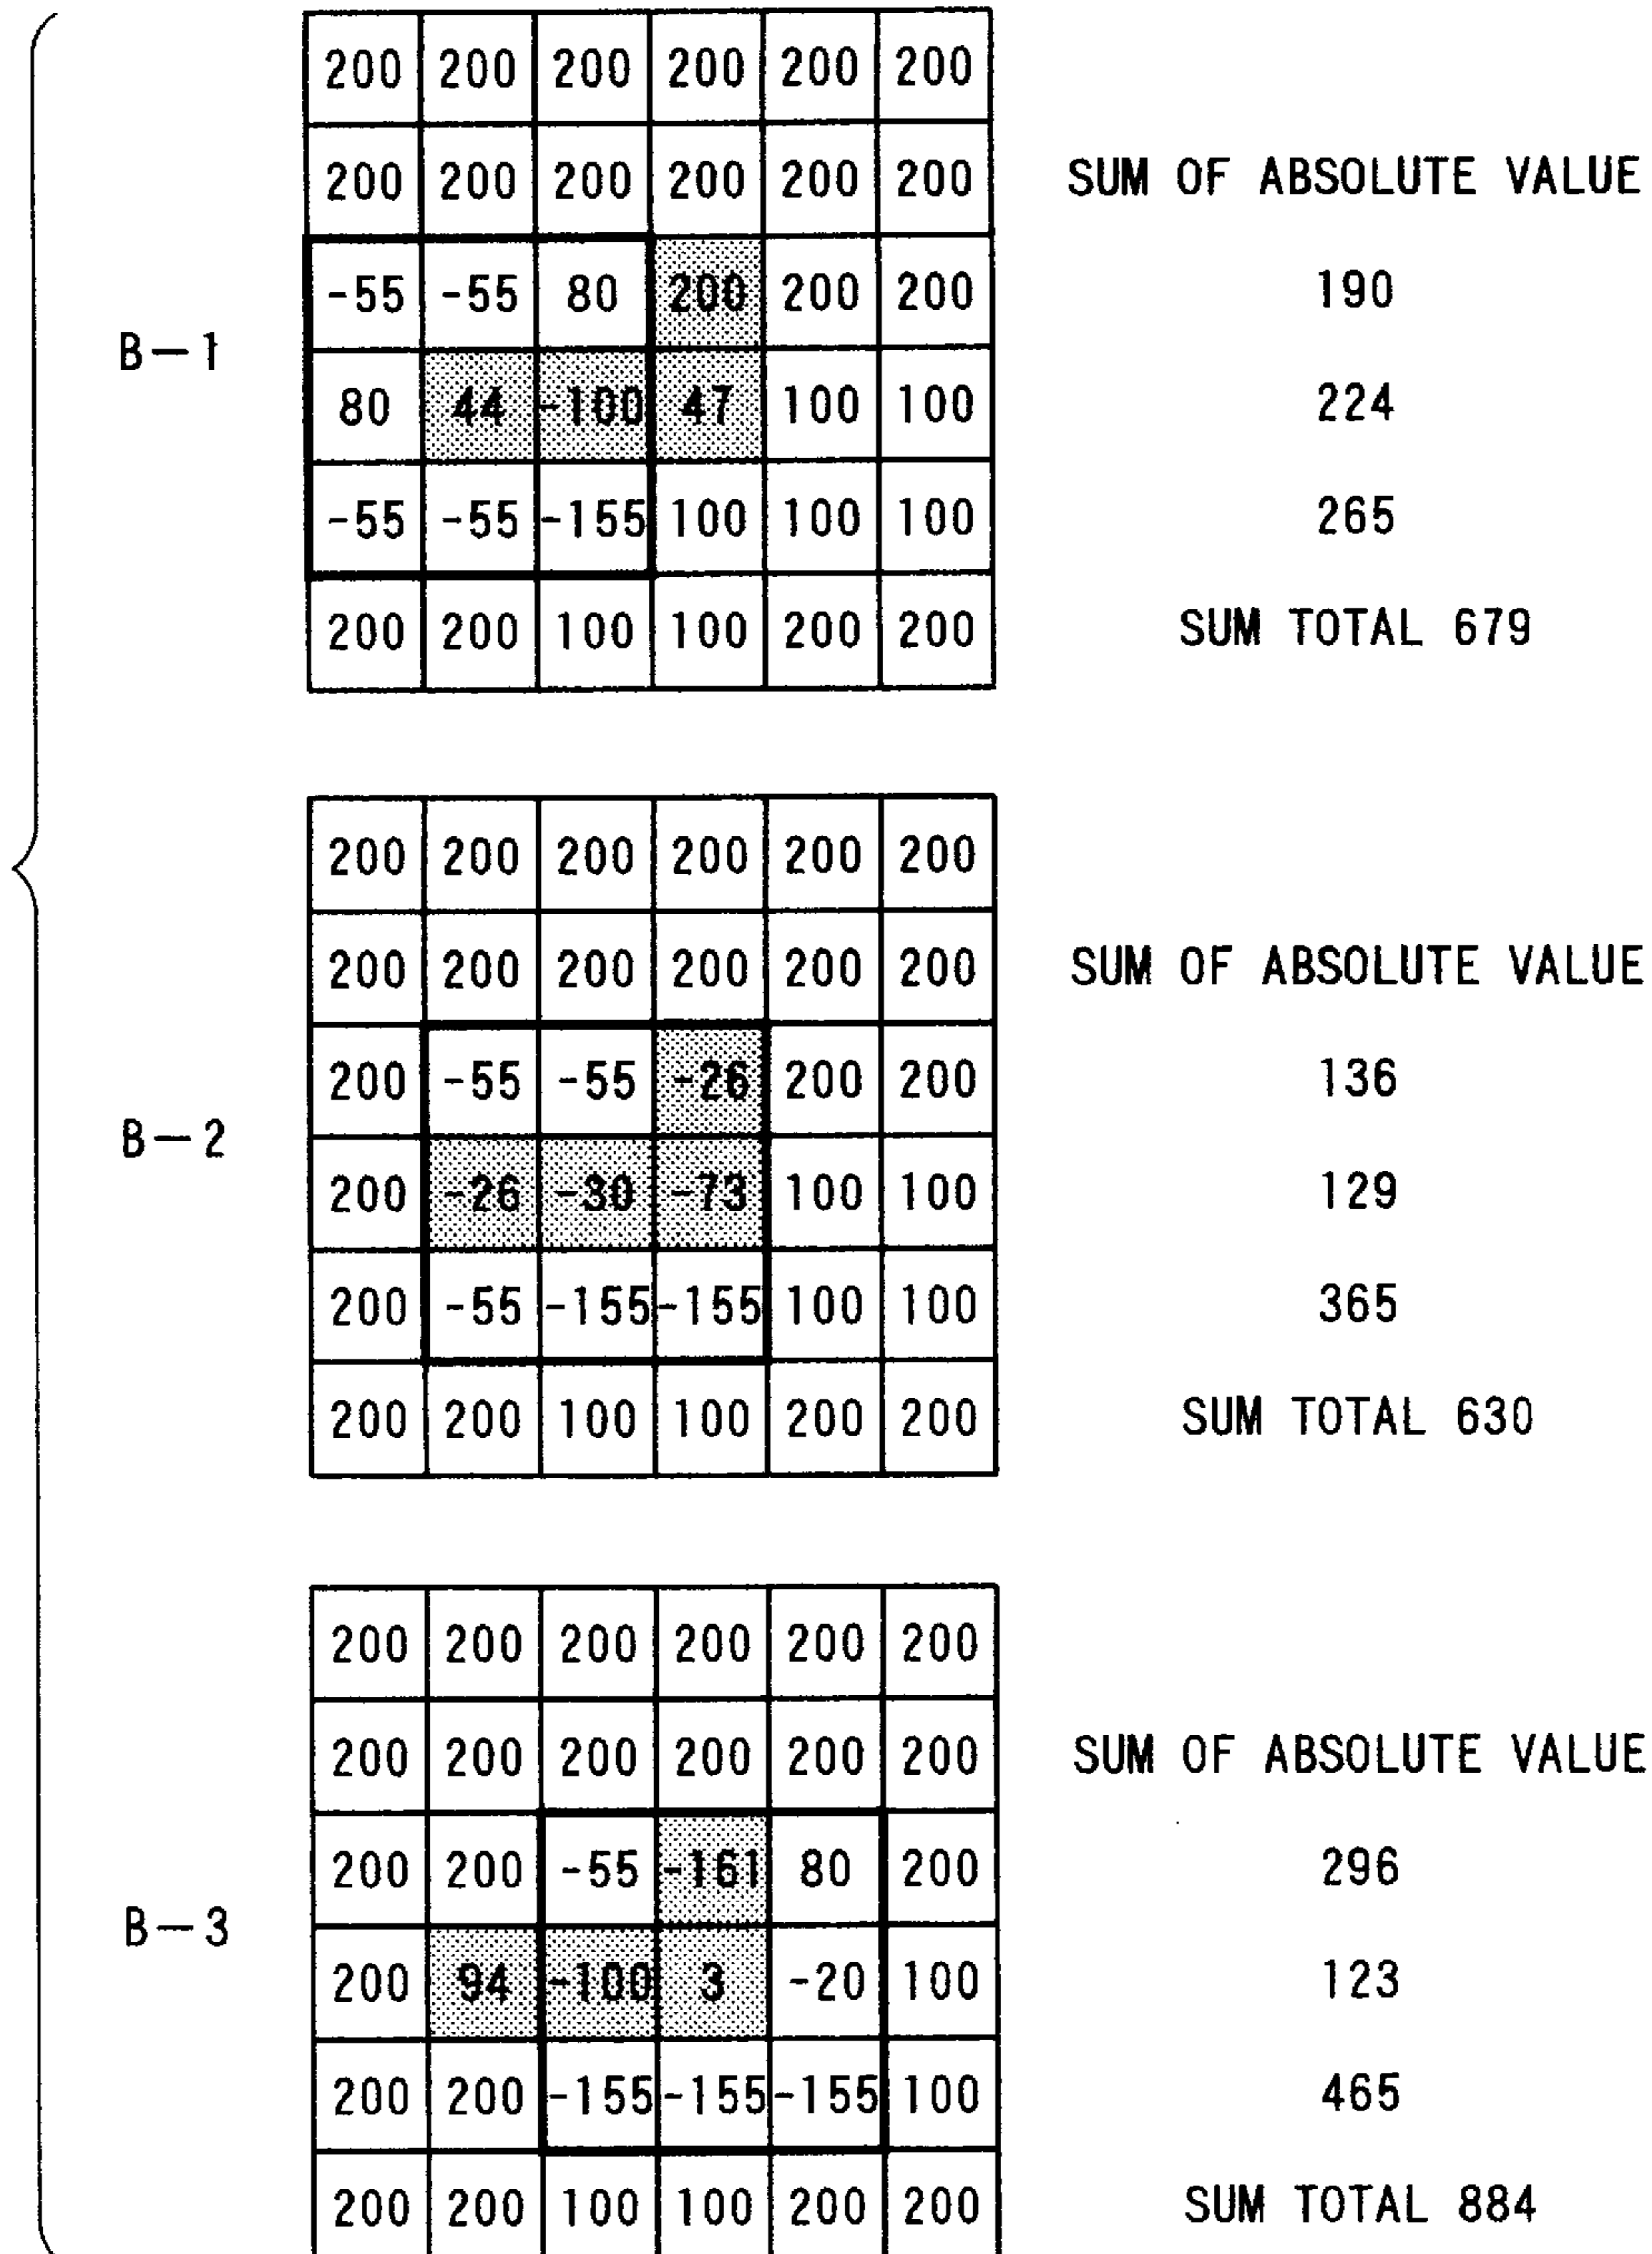 200 200 200 200 200 200
200 200 200 200 200 200 SUM OF ABSOLUTE VALUE
-55 -55 80 200 200 200 190
B-1
80 44 -100 47 100 100 224
-55 -55 -155 100 100 100 265
200 200 100 100 200 200 SUM TOTAL 679
200 200 200 200 200 200
200 200 200 200 200 200 SUM OF ABSOLUTE VALUE
200 -55 -55 -26 200 200 136
B-2
200 -26 -30 -73 100 100 129
200 -55 -155 -155 100 100 365
200 200 100 100 200 200 SUM TOTAL 630
200 200 200 200 200 200
200 200 200 200 200 200 SUM OF ABSOLUTE VALUE
200 200 -55 -161 80 200 296
B-3
200 94 -100 3 -20 100 123
200 200 -155 -155 -155 100 465
200 200 100 100 200 200 SUM TOTAL 884